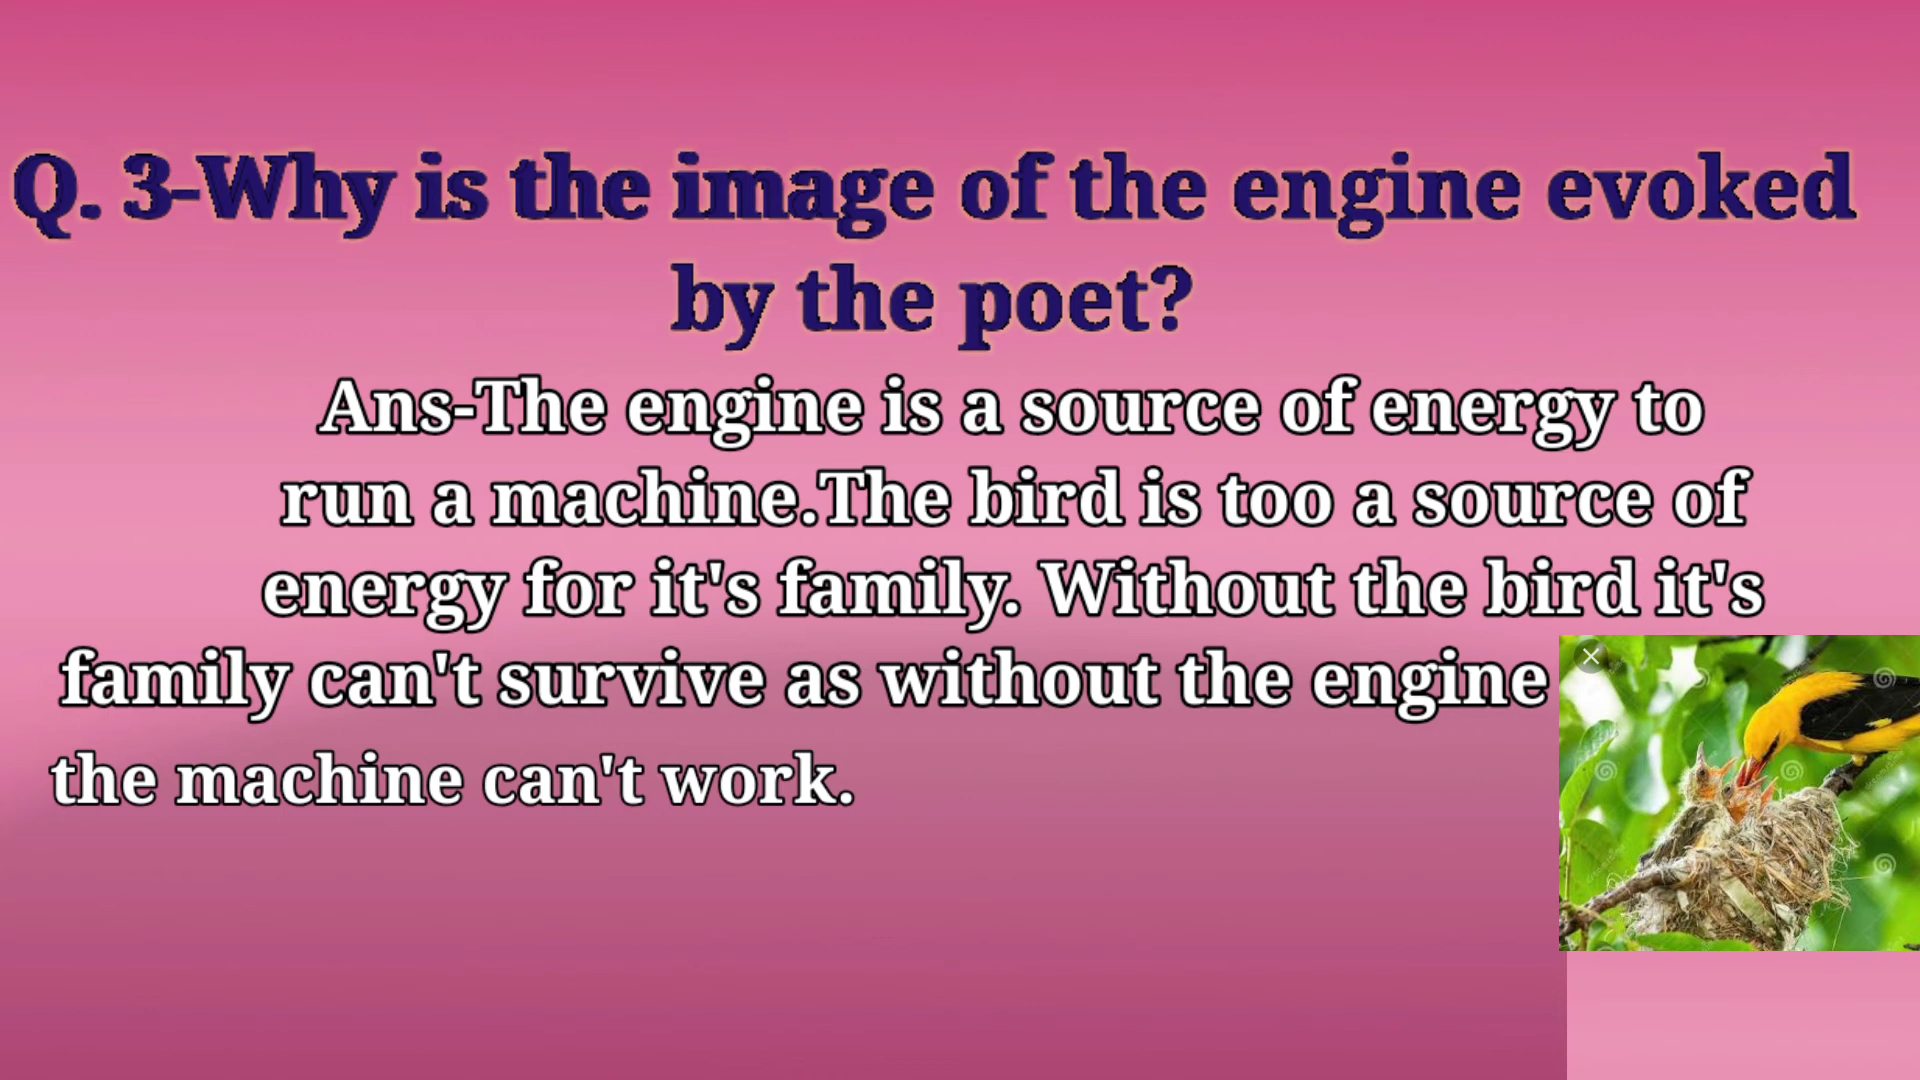 Q. 3-Why is the image of the engine evoked
by the poet?
Ans-The engine is a source of energy to
run a machine.The bird is too a source of
energy for it's family. Without the bird it's
family can't survive as without the engine
the machine can't work.